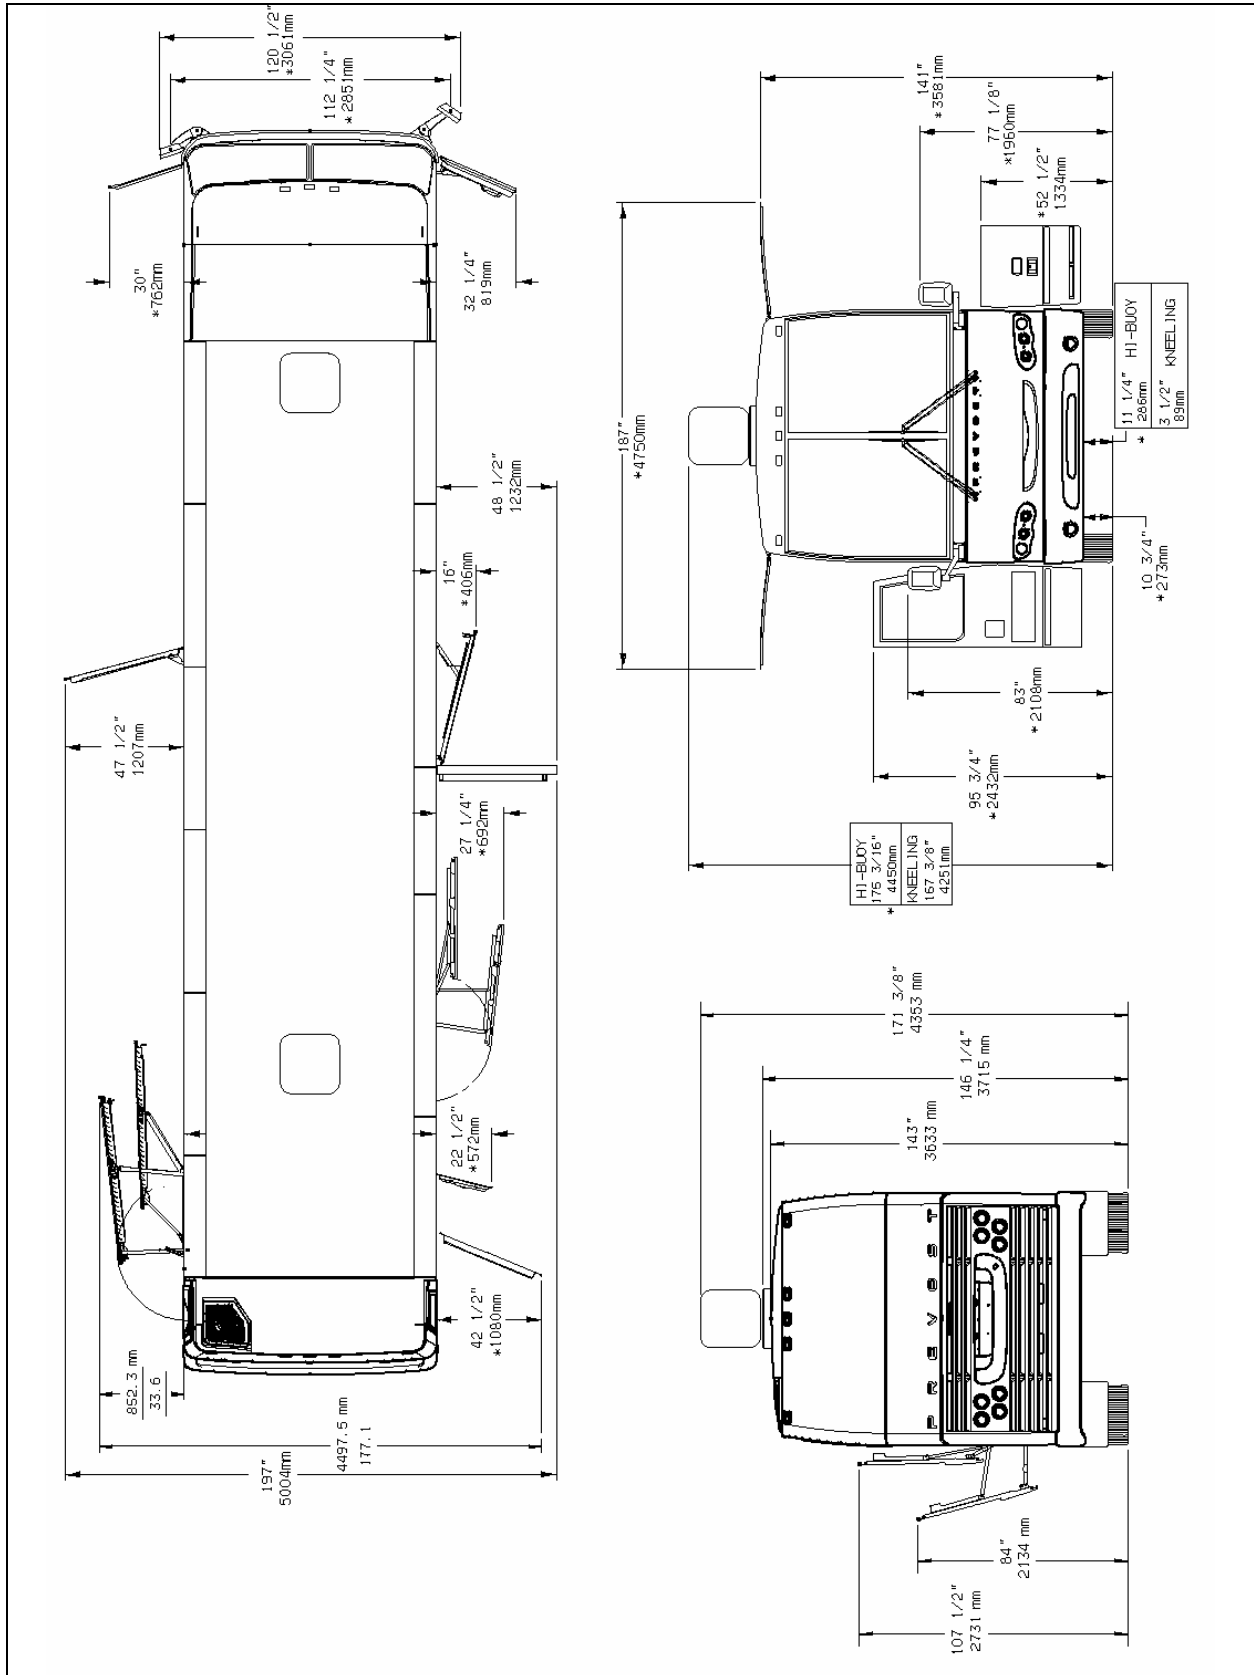 120 1/2"
*3061mm
112 1/4"
*2851mm
30"
*762mm
32 1/4"
819mm
48 1/2"
1232mm
16"
*406mm
47 1/2"
1207mm
27 1/4"
*692mm
22 1/2"
*572mm
42 1/2"
*1080mm
852.3 mm
33.6
4497.5 mm
177.1
197"
5004mm
141"
*3581mm
77 1/8"
*1960mm
*52 1/2"
1334mm
187"
*4750mm
PREVOST
11 1/4" HI-BUOY
286mm
*
3 1/2" KNEELING
89mm
10 3/4"
*273mm
83"
*2108mm
95 3/4"
*2432mm
HI-BUOY
175 3/16"
* 4450mm
KNEELING
167 3/8"
4251mm
171 3/8"
4353 mm
146 1/4"
3715 mm
143"
3633 mm
PREVOST
84"
2134 mm
107 1/2"
2731 mm